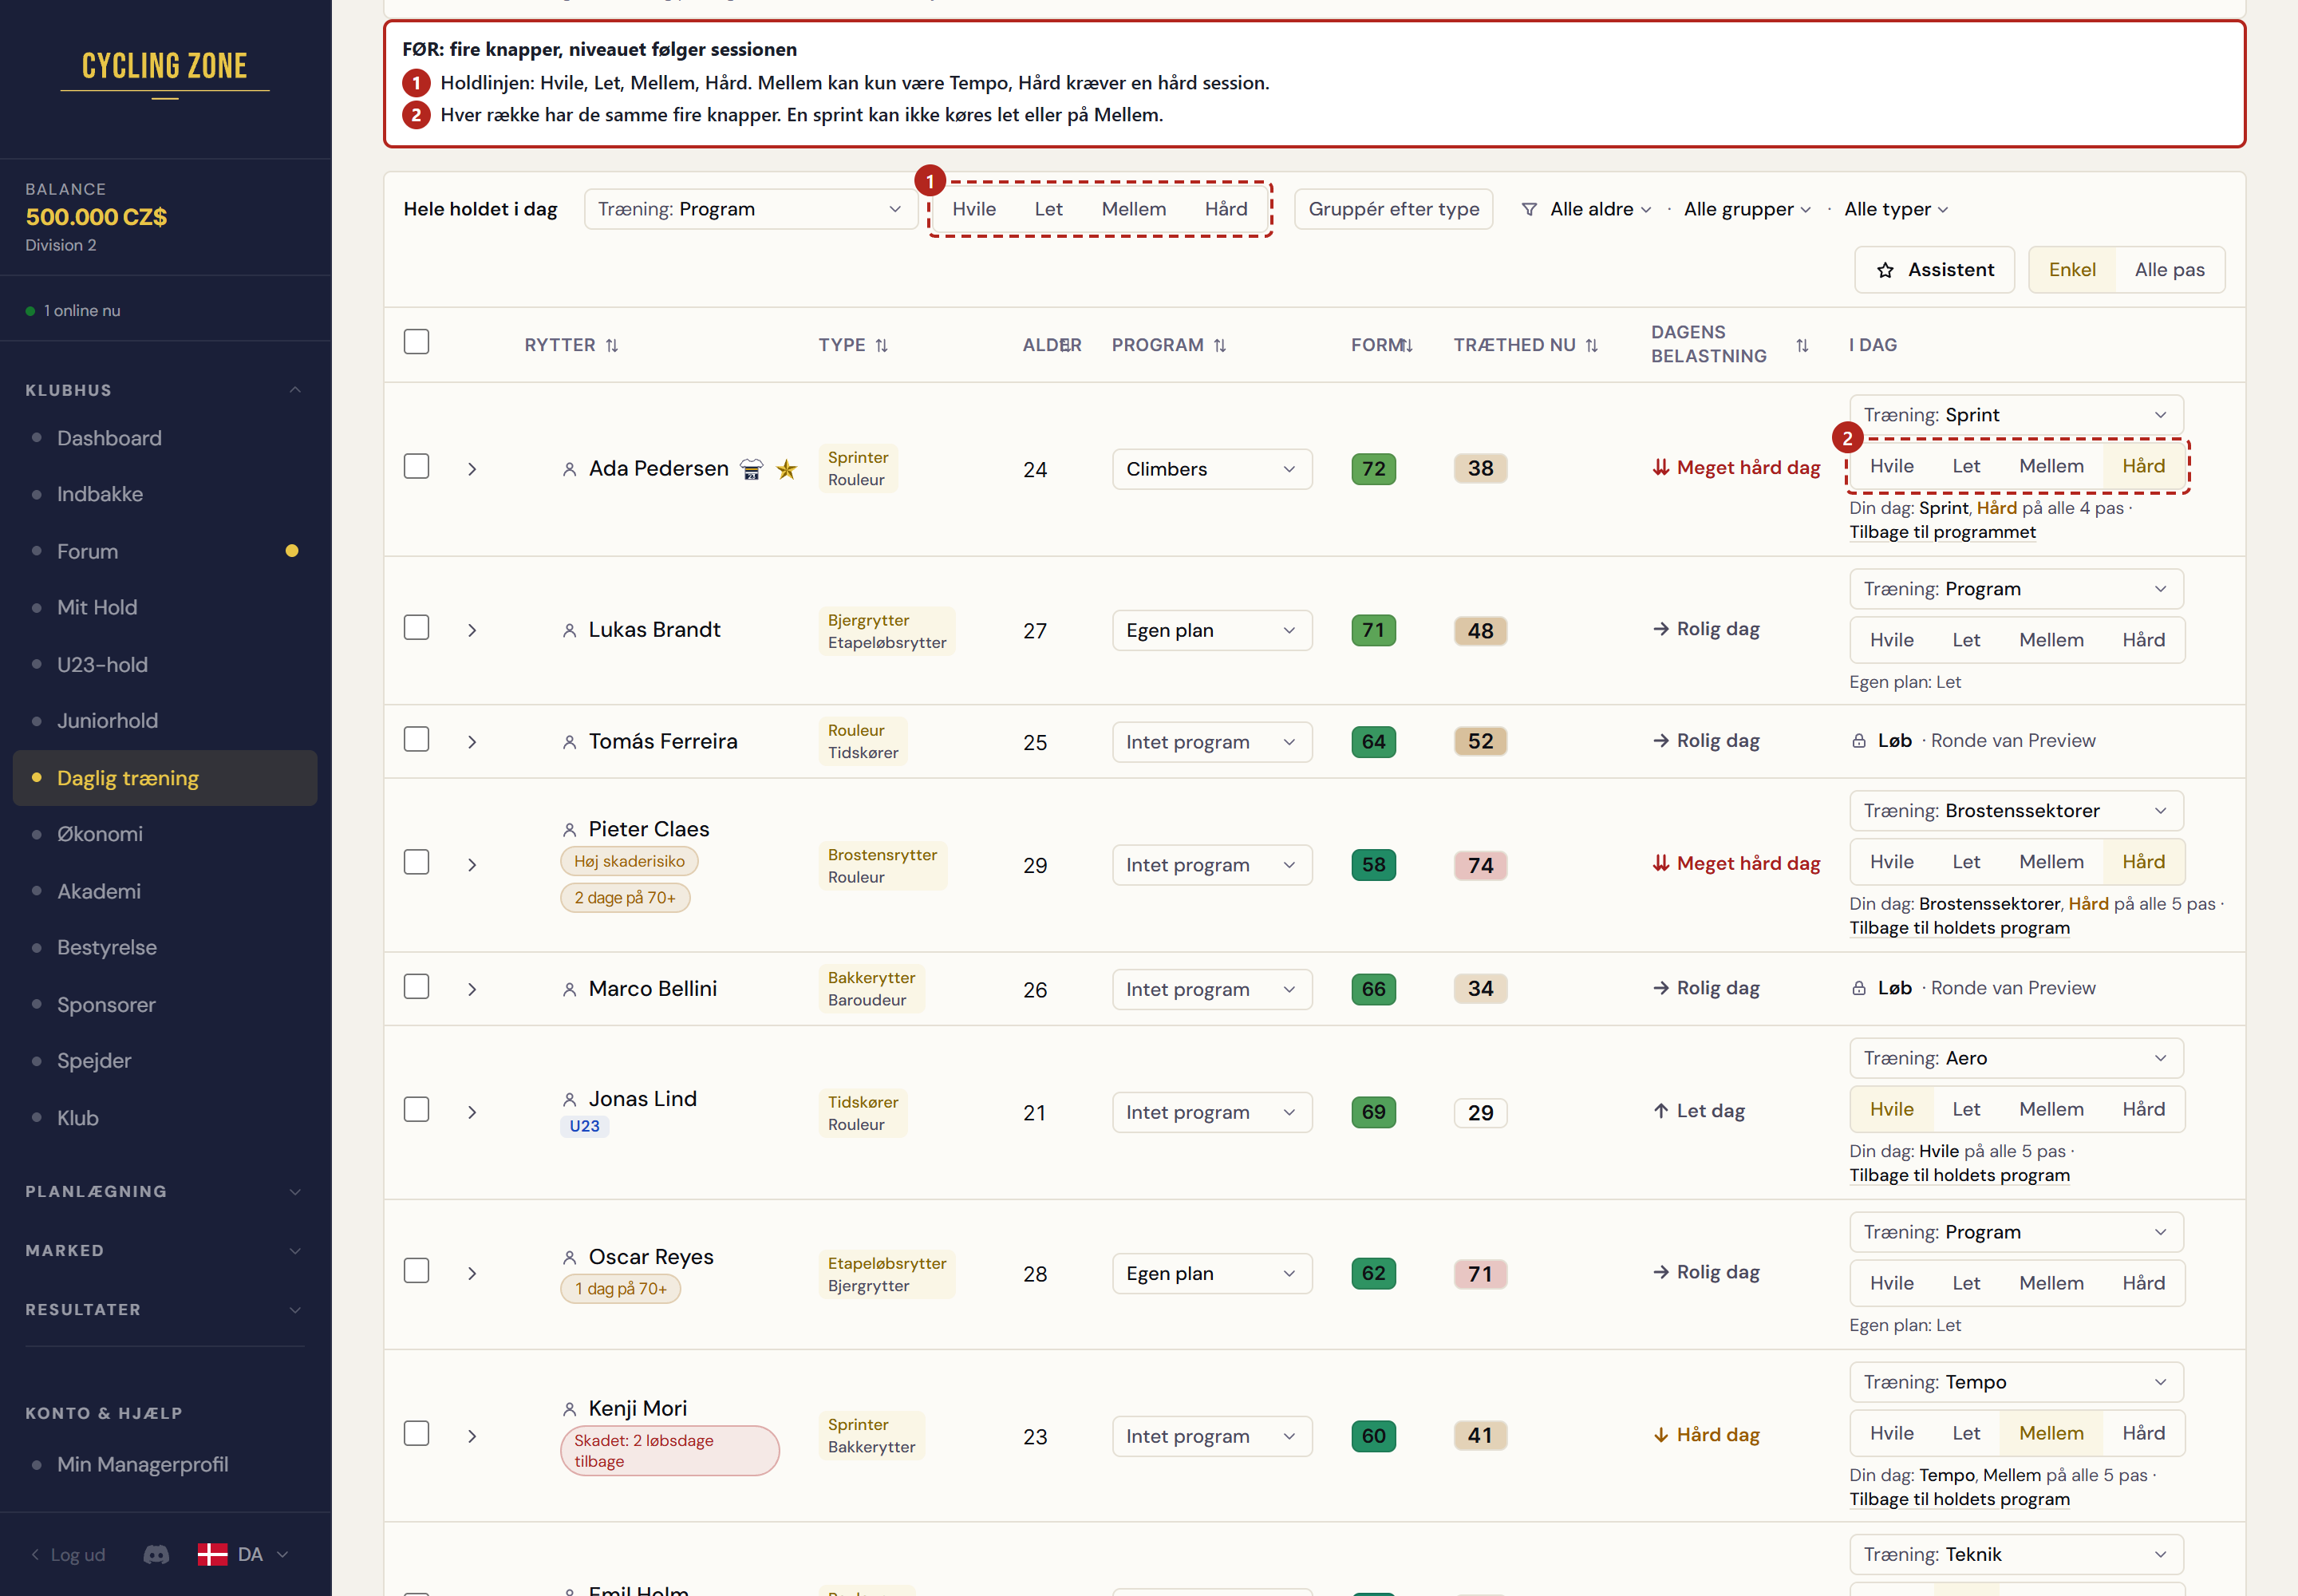 CYCLING ZONE
BALANCE
500.000 CZ$
Division 2
1 online nu
KLUBHUS
Dashboard
Indbakke
Forum
Mit Hold
U23-hold
Juniorhold
Daglig træning
Økonomi
Akademi
Bestyrelse
Sponsorer
Spejder
Klub
PLANLÆGNING
MARKED
RESULTATER
KONTO & HJÆLP
Min Managerprofil
Log ud DA
FØR: fire knapper, niveauet følger sessionen
1 Holdlinjen: Hvile, Let, Mellem, Hård. Mellem kan kun være Tempo, Hård kræver en hård session.
2 Hver række har de samme fire knapper. En sprint kan ikke køres let eller på Mellem.
1
Hele holdet i dag Træning: Program Hvile Let Mellem Hård Gruppér efter type Alle aldre · Alle grupper · Alle typer
Assistent Enkel Alle pas
RYTTER TYPE ALDER PROGRAM FORM TRÆTHED NU DAGENS BELASTNING I DAG
Træning: Sprint
2
Ada Pedersen 23 Sprinter Rouleur 24 Climbers 72 38 Meget hård dag Hvile Let Mellem Hård
Din dag: Sprint, Hård på alle 4 pas ·
Tilbage til programmet
Træning: Program
Lukas Brandt Bjergrytter Etapeløbsrytter 27 Egen plan 71 48 Rolig dag Hvile Let Mellem Hård
Egen plan: Let
Tomás Ferreira Rouleur Tidskører 25 Intet program 64 52 Rolig dag Løb · Ronde van Preview
Træning: Brostenssektorer
Pieter Claes Høj skaderisiko 2 dage på 70+ Brostensrytter Rouleur 29 Intet program 58 74 Meget hård dag Hvile Let Mellem Hård
Din dag: Brostenssektorer, Hård på alle 5 pas ·
Tilbage til holdets program
Marco Bellini Bakkerytter Baroudeur 26 Intet program 66 34 Rolig dag Løb · Ronde van Preview
Træning: Aero
Jonas Lind U23 Tidskører Rouleur 21 Intet program 69 29 Let dag Hvile Let Mellem Hård
Din dag: Hvile på alle 5 pas ·
Tilbage til holdets program
Træning: Program
Oscar Reyes 1 dag på 70+ Etapeløbsrytter Bjergrytter 28 Egen plan 62 71 Rolig dag Hvile Let Mellem Hård
Egen plan: Let
Træning: Tempo
Kenji Mori Skadet: 2 løbsdage tilbage Sprinter Bakkerytter 23 Intet program 60 41 Hård dag Hvile Let Mellem Hård
Din dag: Tempo, Mellem på alle 5 pas ·
Tilbage til holdets program
Træning: Teknik
Emil Holm